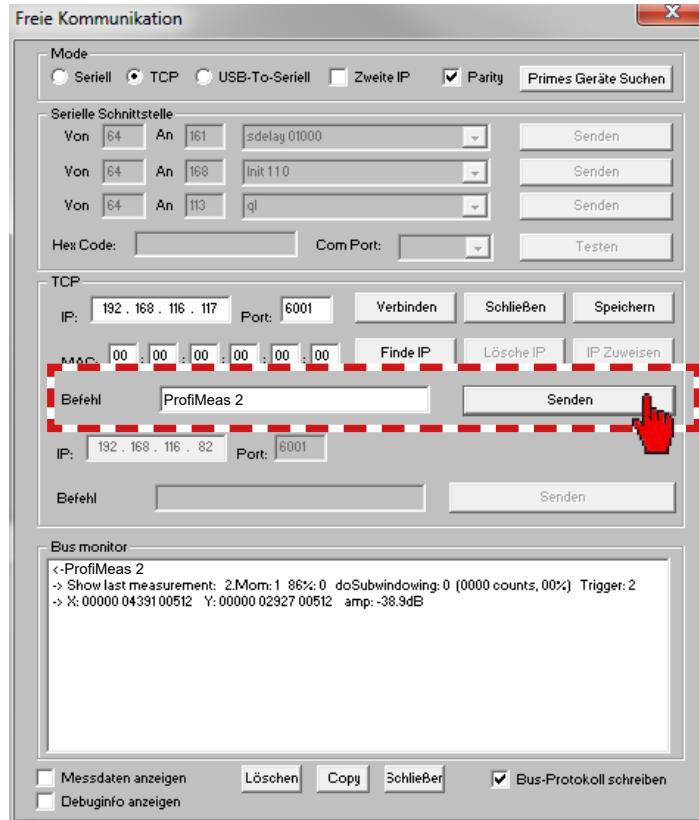 Freie Kommunikation
Mode
Seriell TCP USB-To-Seriell Zweite IP Parity Primes Geräte Suchen
Serielle Schnittstelle
Von 64 An 161 sdelay 01000 Senden
Von 64 An 168 Init 110 Senden
Von 64 An 113 ql Senden
Hex Code: Com Port: Testen
TCP
IP: 192 . 168 . 116 . 117 Port: 6001 Verbinden Schließen Speichern
MAC: 00 : 00 : 00 : 00 : 00 : 00 Finde IP Lösche IP IP Zuweisen
Befehl ProfiMeas 2 Senden
IP: 192 . 168 . 116 . 82 Port: 6001
Befehl Senden
Bus monitor
<-ProfiMeas 2
-> Show last measurement: 2.Mom: 1 86%: 0 doSubwindowing: 0 (0000 counts, 00%) Trigger: 2
-> X: 00000 04391 00512 Y: 00000 02927 00512 amp: -38.9dB
Messdaten anzeigen Löschen Copy Schließer Bus-Protokoll schreiben
Debuginfo anzeigen